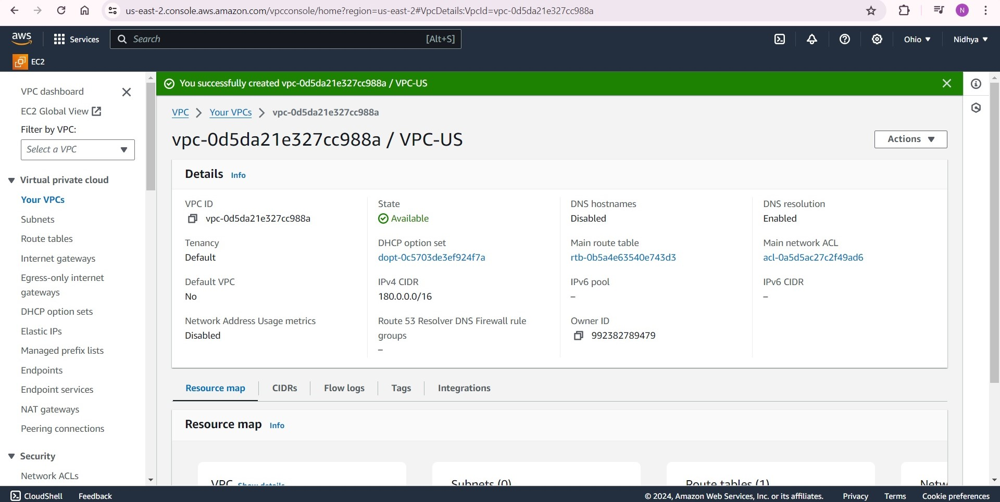 us-east-2.console.aws.amazon.com/vpcconsole/home?region=us-east-2#VpcDetails:VpcId=vpc-0d5da21e327cc988a
N
aws
Services
Search
[Alt+S]
Ohio
Nidhya
EC2
VPC dashboard
EC2 Global View
Filter by VPC:
Select a VPC
Virtual private cloud
Your VPCs
Subnets
Route tables
Internet gateways
Egress-only internet
gateways
DHCP option sets
Elastic IPs
Managed prefix lists
Endpoints
Endpoint services
NAT gateways
Peering connections
Security
Network ACLs
You successfully created vpc-0d5da21e327cc988a / VPC-US
VPC > Your VPCs > vpc-0d5da21e327cc988a
vpc-0d5da21e327cc988a / VPC-US
Actions
Details Info
VPC ID
vpc-0d5da21e327cc988a
State
Available
DNS hostnames
Disabled
DNS resolution
Enabled
Tenancy
Default
DHCP option set
dopt-0c5703de3ef924f7a
Main route table
rtb-0b5a4e63540e743d3
Main network ACL
acl-0a5d5ac27c2f49ad6
Default VPC
No
IPv4 CIDR
180.0.0.0/16
IPv6 pool
–
IPv6 CIDR
–
Network Address Usage metrics
Disabled
Route 53 Resolver DNS Firewall rule
groups
–
Owner ID
992382789479
Resource map
CIDRs
Flow logs
Tags
Integrations
Resource map Info
VPC Show details
Subnets (0)
Route tables (1)
Netw
CloudShell
Feedback
© 2024, Amazon Web Services, Inc. or its affiliates.
Privacy
Terms
Cookie preferences